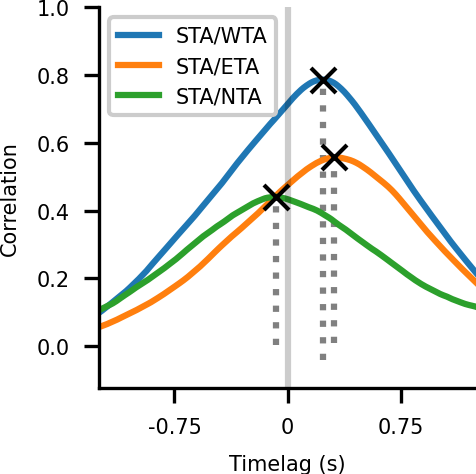 1.0
STA/WTA
STA/ETA
STA/NTA
0.8
0.6
0.4
0.2
0.0
Correlation
-0.75 0 0.75
Timelag (s)